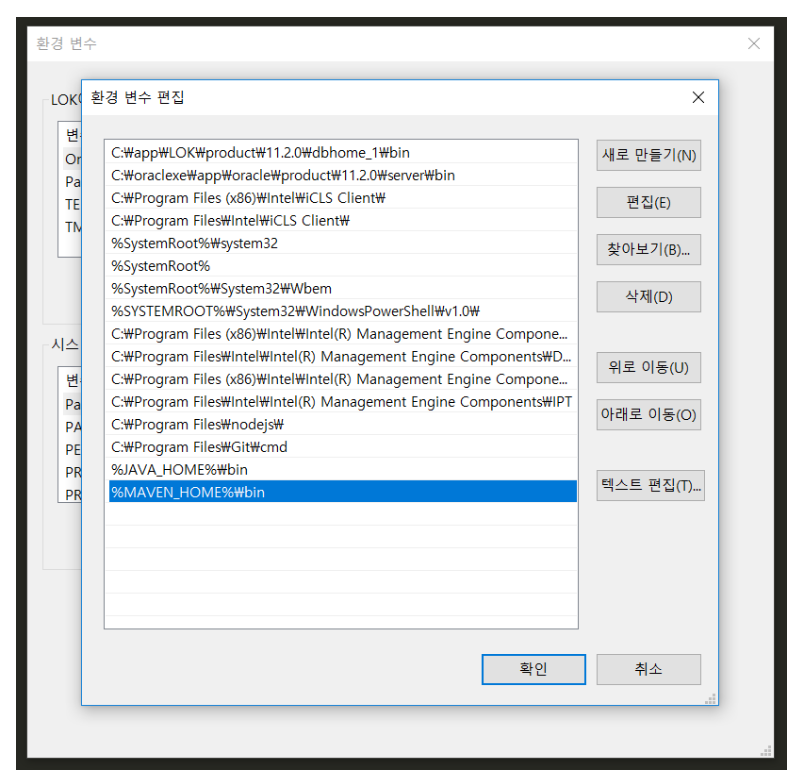 환경 변수
LOK
환경 변수 편집
변
Or
Pa
TE
TM
C:₩app₩LOK₩product₩11.2.0₩dbhome_1₩bin
C:₩oraclexe₩app₩oracle₩product₩11.2.0₩server₩bin
C:₩Program Files (x86)₩Intel₩iCLS Client₩
C:₩Program Files₩Intel₩iCLS Client₩
%SystemRoot%₩system32
%SystemRoot%
%SystemRoot%₩System32₩Wbem
%SYSTEMROOT%₩System32₩WindowsPowerShell₩v1.0₩
C:₩Program Files (x86)₩Intel₩Intel(R) Management Engine Compone...
C:₩Program Files₩Intel₩Intel(R) Management Engine Components₩D...
C:₩Program Files (x86)₩Intel₩Intel(R) Management Engine Compone...
C:₩Program Files₩Intel₩Intel(R) Management Engine Components₩IPT
C:₩Program Files₩nodejs₩
C:₩Program Files₩Git₩cmd
%JAVA_HOME%₩bin
%MAVEN_HOME%₩bin
새로 만들기(N)
편집(E)
찾아보기(B)...
삭제(D)
위로 이동(U)
아래로 이동(O)
텍스트 편집(T)...
시스
변
Pa
PA
PE
PR
PR
확인
취소